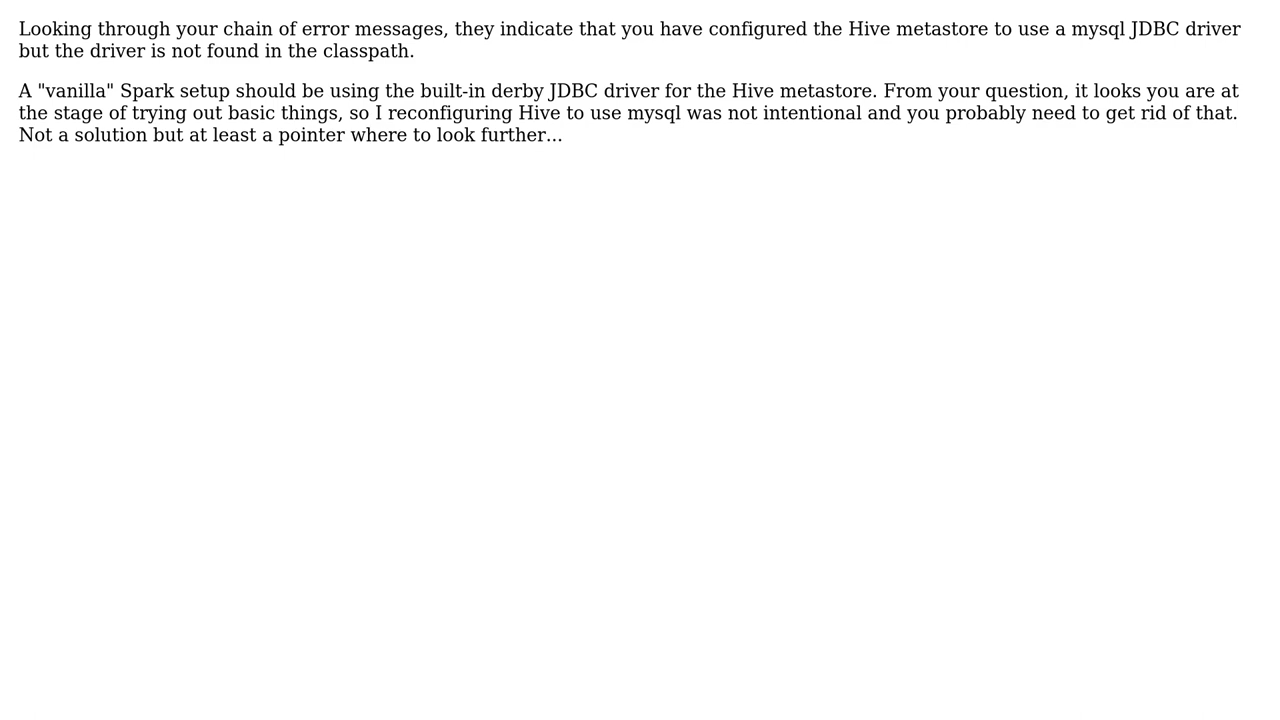 Looking through your chain of error messages, they indicate that you have configured the Hive metastore to use a mysql JDBC driver
but the driver is not found in the classpath.
A "vanilla" Spark setup should be using the built-in derby JDBC driver for the Hive metastore. From your question, it looks you are at
the stage of trying out basic things, so I reconfiguring Hive to use mysql was not intentional and you probably need to get rid of that.
Not a solution but at least a pointer where to look further...